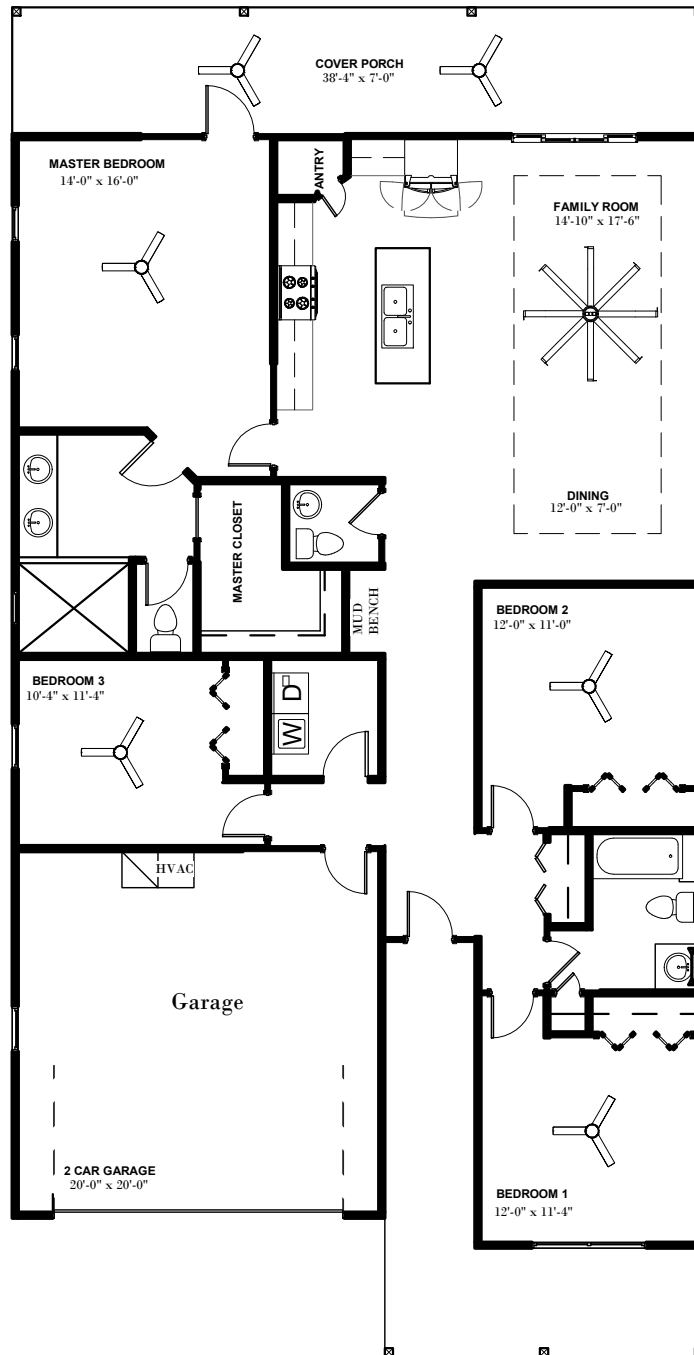 COVER PORCH
38'-4" x 7'-0"
MASTER BEDROOM
14'-0" x 16'-0"
ANTRY
FAMILY ROOM
14'-10" x 17'-6"
DINING
12'-0" x 7'-0"
MASTER CLOSET
MUD
BENCH
BEDROOM 2
12'-0" x 11'-0"
BEDROOM 3
10'-4" x 11'-4"
D
W
HVAC
Garage
2 CAR GARAGE
20'-0" x 20'-0"
BEDROOM 1
12'-0" x 11'-4"